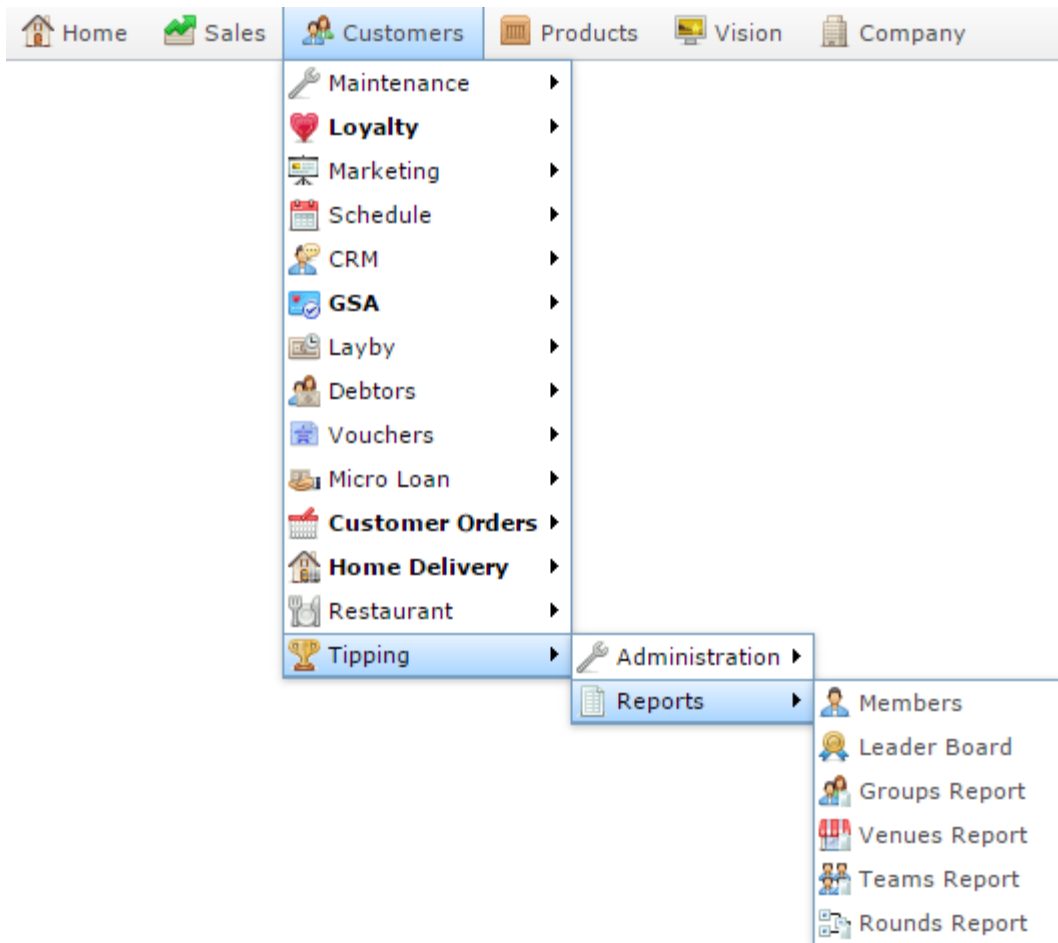 Home Sales Customers Products Vision Company
Maintenance
Loyalty
Marketing
Schedule
CRM
GSA
Layby
Debtors
Vouchers
Micro Loan
Customer Orders
Home Delivery
Restaurant
Tipping
Administration
Reports
Members
Leader Board
Groups Report
Venues Report
Teams Report
Rounds Report